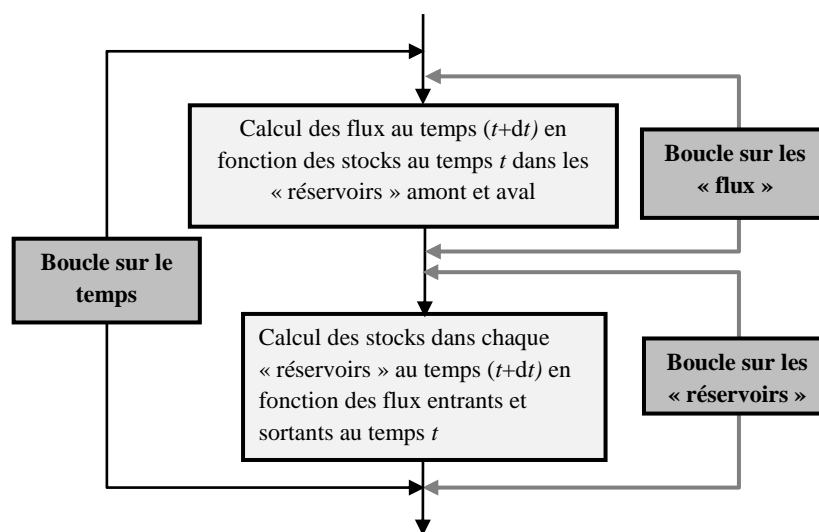 Calcul des flux au temps (t+dt) en
fonction des stocks au temps t dans les
« réservoirs » amont et aval
Boucle sur les
« flux »
Boucle sur le
temps
Calcul des stocks dans chaque
« réservoirs » au temps (t+dt) en
fonction des flux entrants et
sortants au temps t
Boucle sur les
« réservoirs »